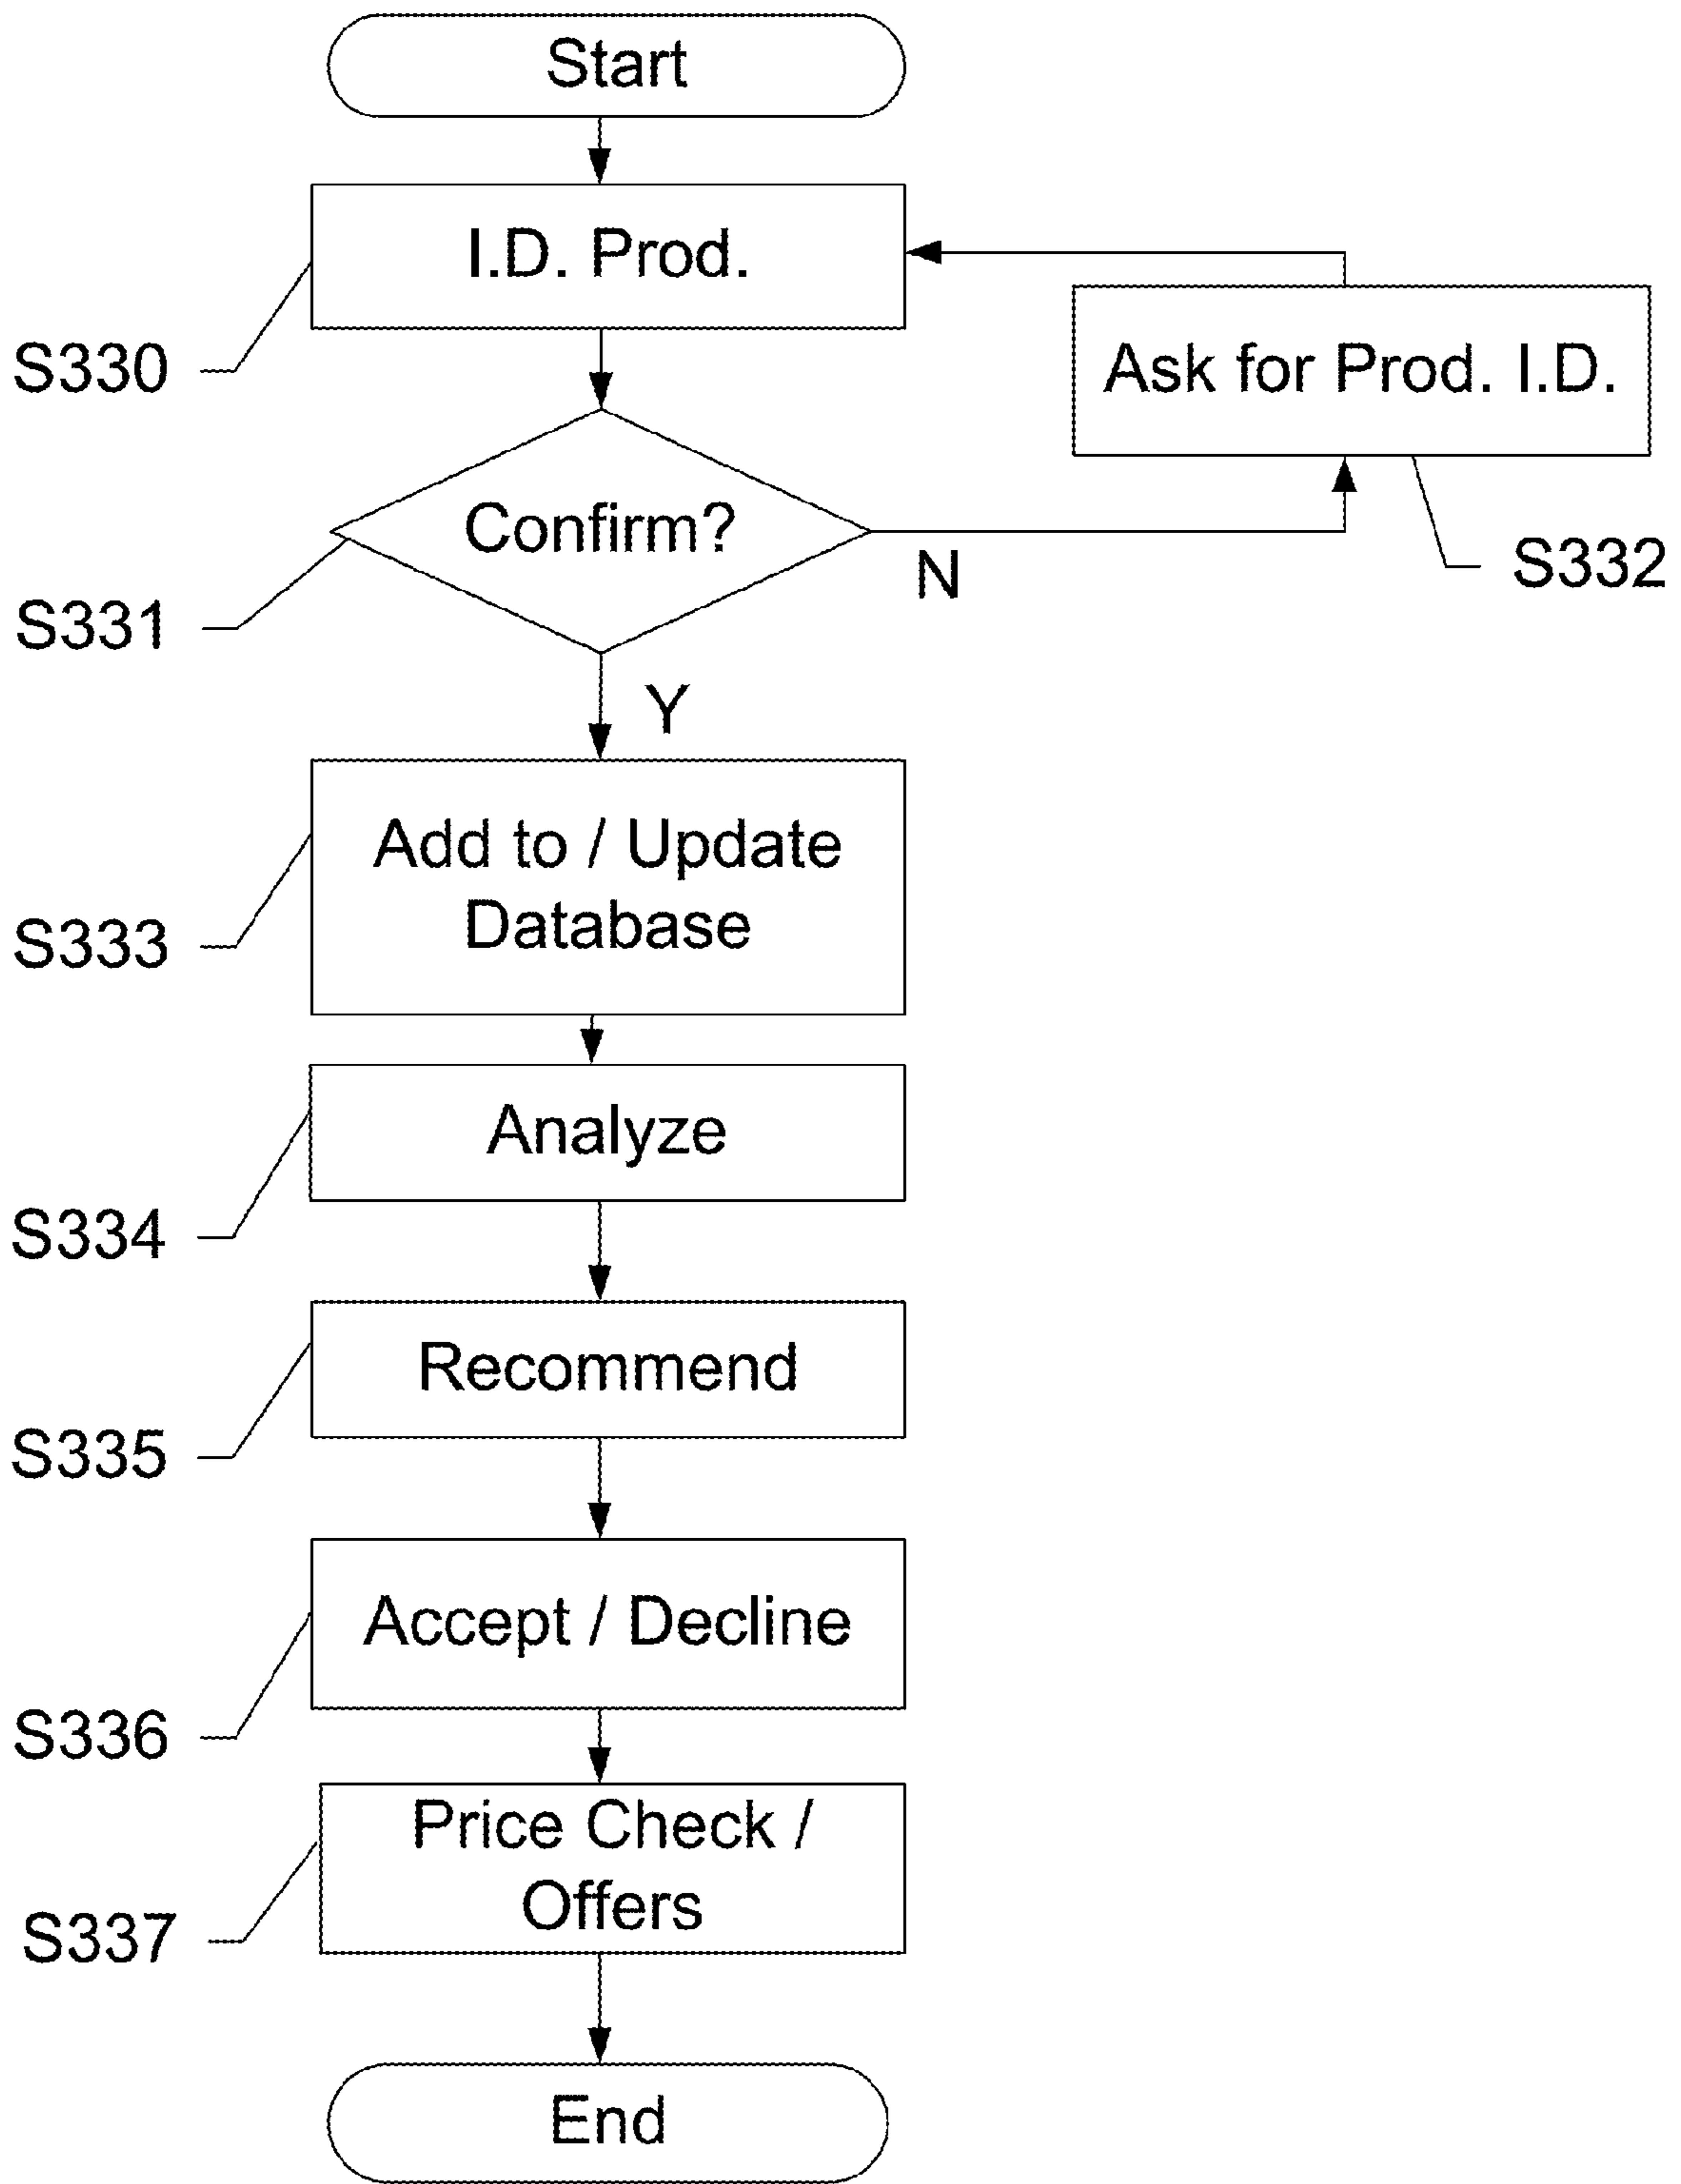 Start
I.D. Prod.
S330
Ask for Prod. I.D.
Confirm?
N
S332
S331
Y
Add to / Update
Database
S333
Analyze
S334
Recommend
S335
Accept / Decline
S336
Price Check /
Offers
S337
End